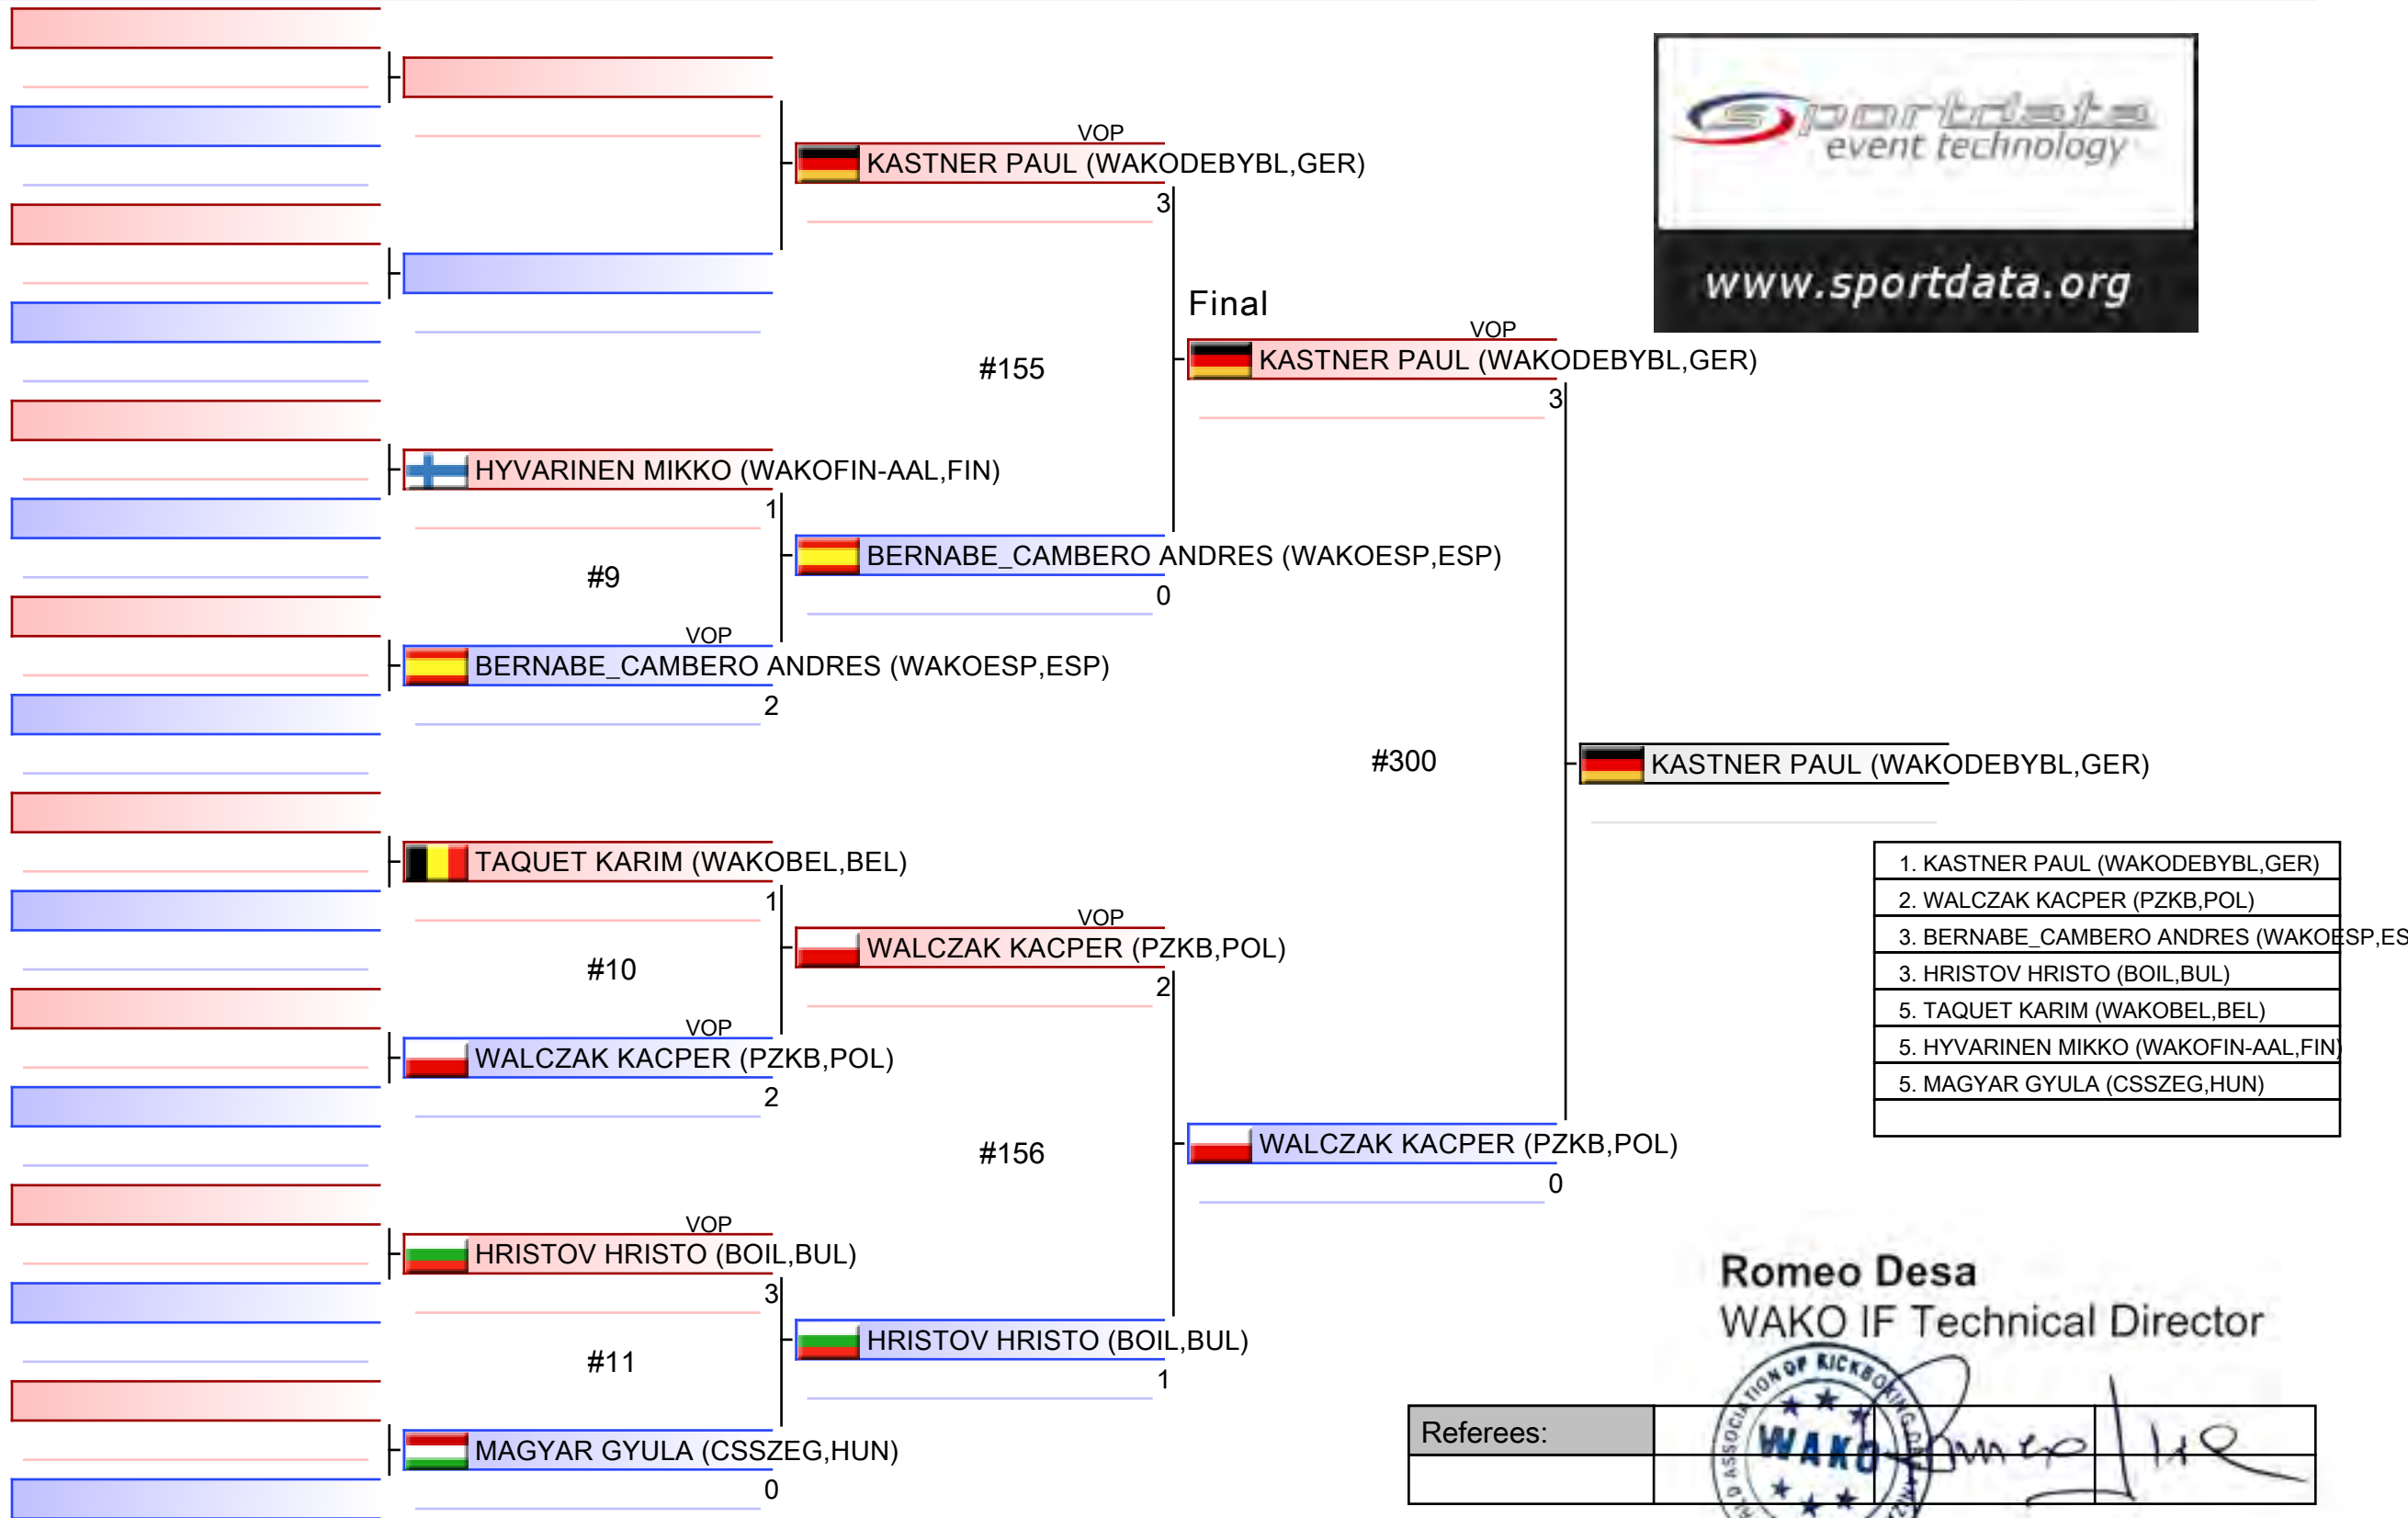 sportdata
event technology
www.sportdata.org
VOP
KASTNER PAUL (WAKODEBYBL,GER)
3
Final
#155
VOP
KASTNER PAUL (WAKODEBYBL,GER)
3
HYVARINEN MIKKO (WAKOFIN-AAL,FIN)
1
#9
BERNABE_CAMBERO ANDRES (WAKOESP,ESP)
0
VOP
BERNABE_CAMBERO ANDRES (WAKOESP,ESP)
2
#300
KASTNER PAUL (WAKODEBYBL,GER)
TAQUET KARIM (WAKOBEL,BEL)
1
#10
VOP
WALCZAK KACPER (PZKB,POL)
2
VOP
WALCZAK KACPER (PZKB,POL)
2
#156
WALCZAK KACPER (PZKB,POL)
0
1. KASTNER PAUL (WAKODEBYBL,GER)
2. WALCZAK KACPER (PZKB,POL)
3. BERNABE_CAMBERO ANDRES (WAKOESP,ES
3. HRISTOV HRISTO (BOIL,BUL)
5. TAQUET KARIM (WAKOBEL,BEL)
5. HYVARINEN MIKKO (WAKOFIN-AAL,FIN)
5. MAGYAR GYULA (CSSZEG,HUN)
VOP
HRISTOV HRISTO (BOIL,BUL)
3
#11
HRISTOV HRISTO (BOIL,BUL)
1
MAGYAR GYULA (CSSZEG,HUN)
0
Romeo Desa
WAKO IF Technical Director
Referees:
ASSOCIATION OF KICKBOXING
WAKO